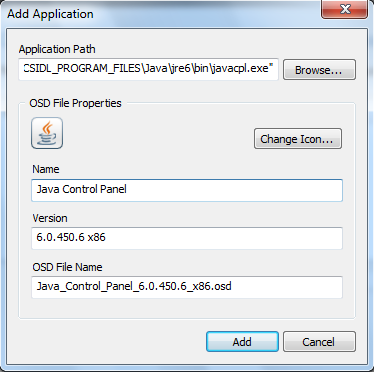 Add Application
Application Path
CSIDL_PROGRAM_FILES\Java\jre6\bin\javacpl.exe"
Browse...
OSD File Properties
Change Icon...
Name
Java Control Panel
Version
6.0.450.6 x86
OSD File Name
Java_Control_Panel_6.0.450.6_x86.osd
Add
Cancel